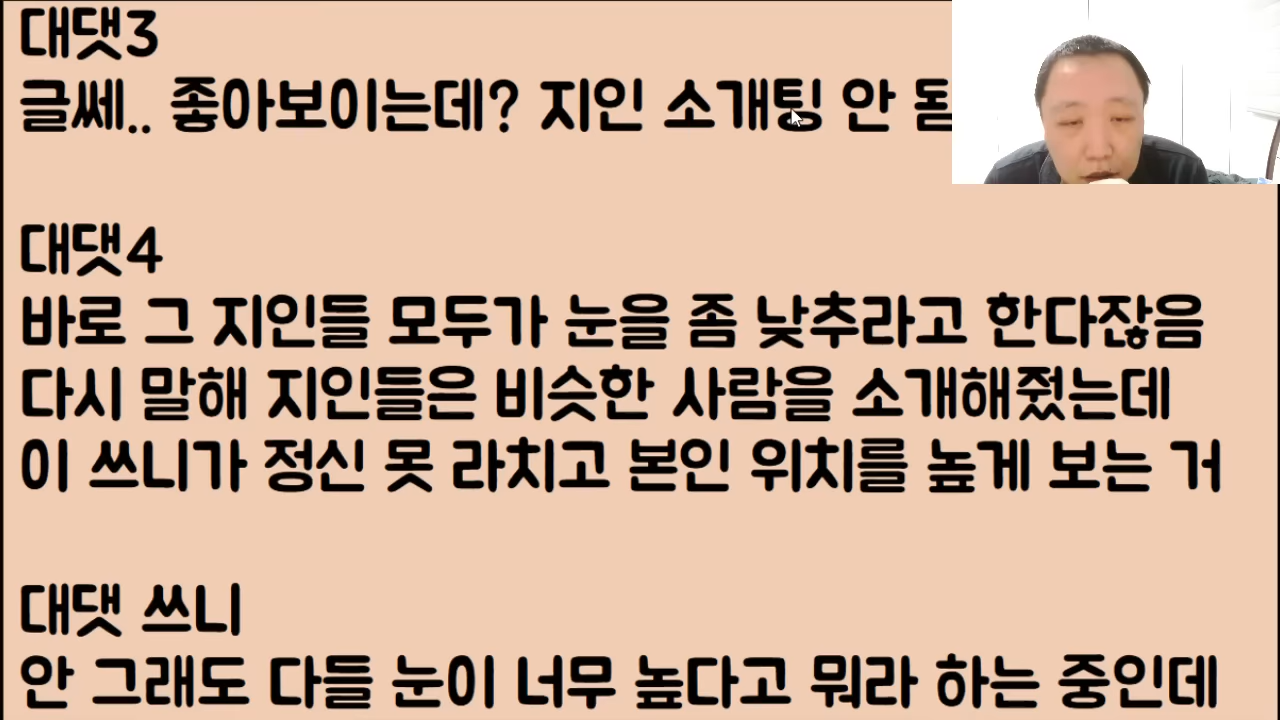 대댓3
글쎄.. 좋아보이는데? 지인 소개팅 안 돔
대댓4
바로 그 지인들 모두가 눈을 좀 낮추라고 한다잖음
다시 말해 지인들은 비슷한 사람을 소개해줬는데
이 쓰니가 정신 못 라치고 본인 위치를 높게 보는 거
대댓 쓰니
안 그래도 다들 눈이 너무 높다고 뭐라 하는 중인데